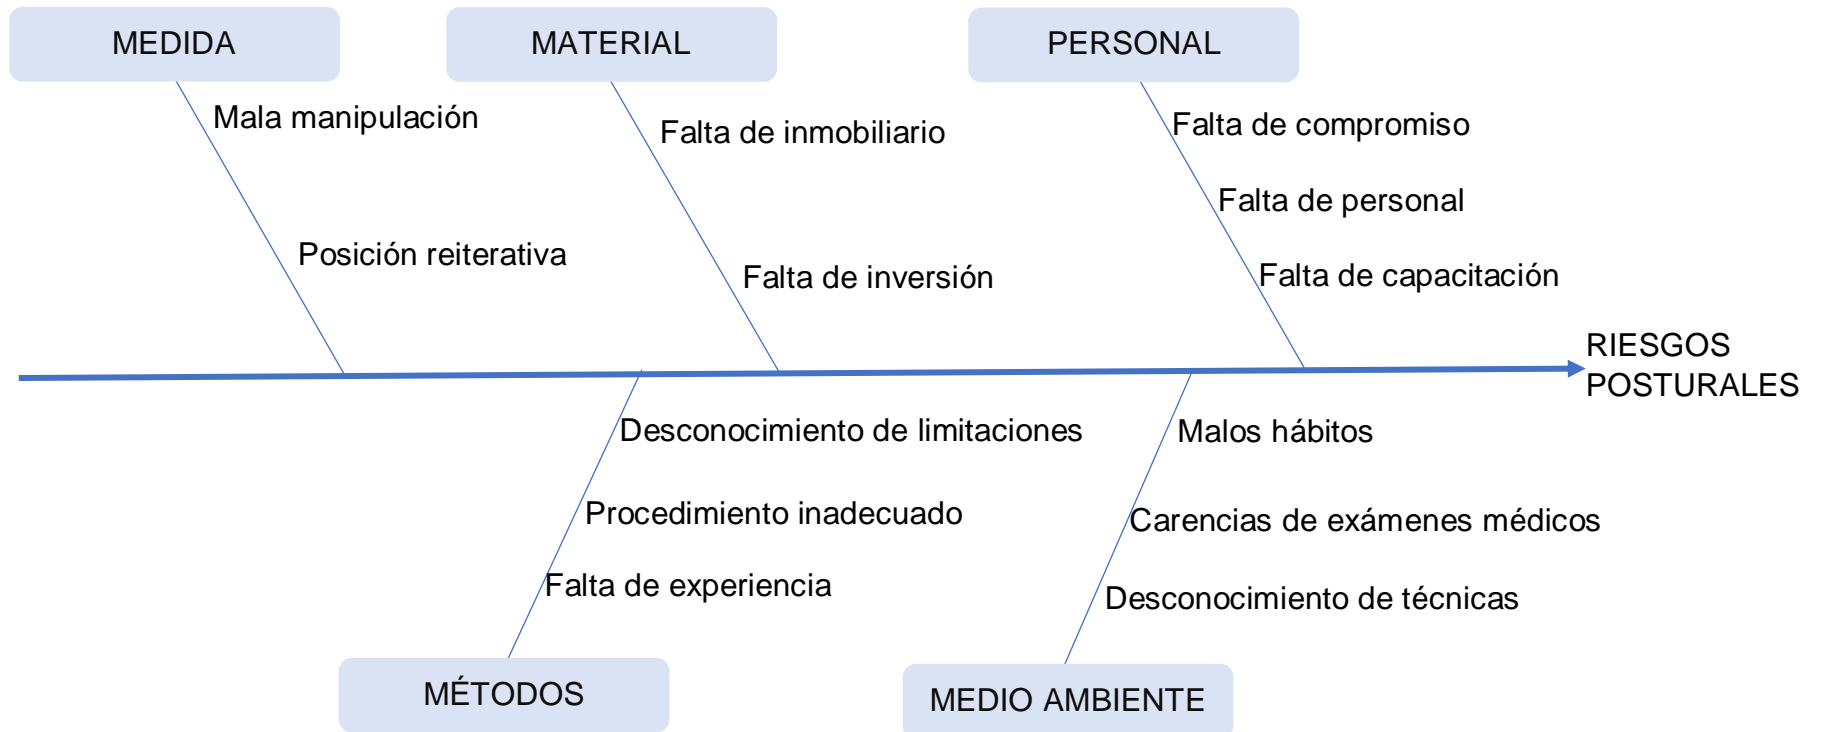 MEDIDA
MATERIAL
PERSONAL
Mala manipulación
Falta de inmobiliario
Falta de compromiso
Falta de personal
Posición reiterativa
Falta de inversión
Falta de capacitación
RIESGOS
POSTURALES
Desconocimiento de limitaciones
Malos hábitos
Procedimiento inadecuado
Carencias de exámenes médicos
Falta de experiencia
Desconocimiento de técnicas
MÉTODOS
MEDIO AMBIENTE